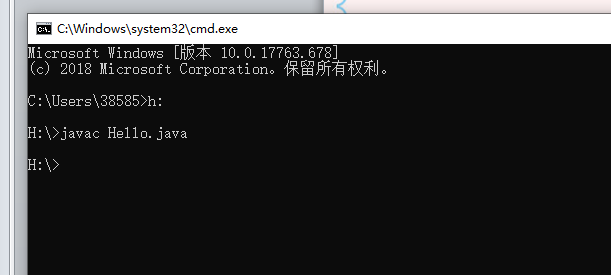 C:\Windows\system32\cmd.exe
Microsoft Windows [版本 10.0.17763.678]
(c) 2018 Microsoft Corporation。保留所有权利。
C:\Users\38585>h:
H:\>javac Hello.java
H:\>